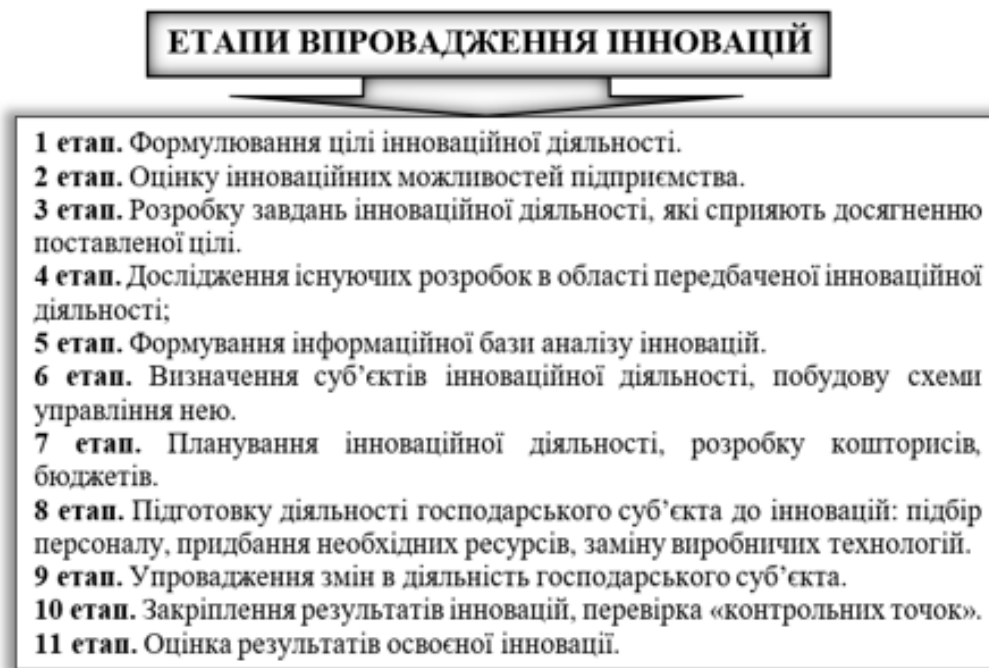 ЕТАПИ ВПРОВАДЖЕННЯ ІННОВАЦІЙ
1 етап. Формулювання цілі інноваційної діяльності.
2 етап. Оцінку інноваційних можливостей підприємства.
3 етап. Розробку завдань інноваційної діяльності, які сприяють досягненню
поставленої цілі.
4 етап. Дослідження існуючих розробок в області передбаченої інноваційної
діяльності;
5 етап. Формування інформаційної бази аналізу інновацій.
6 етап. Визначення суб’єктів інноваційної діяльності, побудову схеми
управління нею.
7 етап. Планування інноваційної діяльності, розробку кошторисів,
бюджетів.
8 етап. Підготовку діяльності господарського суб’єкта до інновацій: підбір
персоналу, придбання необхідних ресурсів, заміну виробничих технологій.
9 етап. Упровадження змін в діяльність господарського суб’єкта.
10 етап. Закріплення результатів інновацій, перевірка «контрольних точок».
11 етап. Оцінка результатів освоєної інновації.